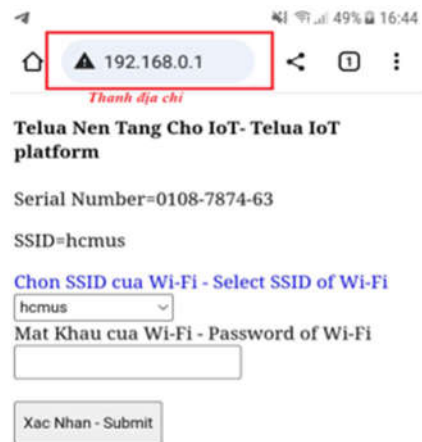 49% 16:44
192.168.0.1
1
Thanh địa chỉ
Telua Nen Tang Cho IoT- Telua IoT
platform
Serial Number=0108-7874-63
SSID=hcmus
Chon SSID cua Wi-Fi - Select SSID of Wi-Fi
hcmus
Mat Khau cua Wi-Fi - Password of Wi-Fi
Xac Nhan - Submit